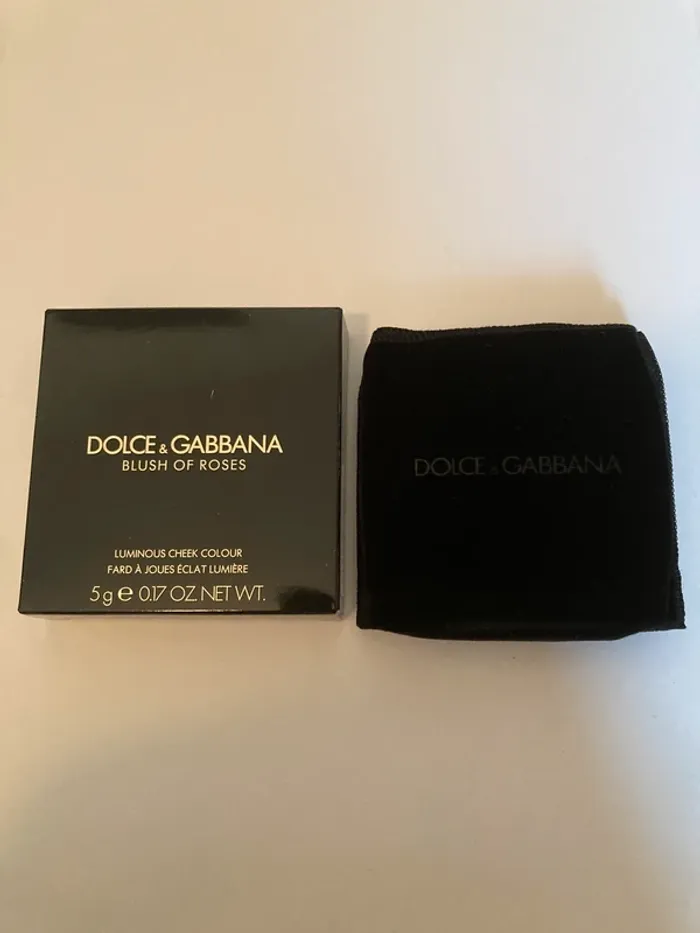 DOLCE & GABBANA
BLUSH OF ROSES
LUMINOUS CHEEK COLOUR
FARD À JOUES ÉCLAT LUMIÈRE
5 g ℮ 0.17 OZ. NET WT.
DOLCE & GABBANA